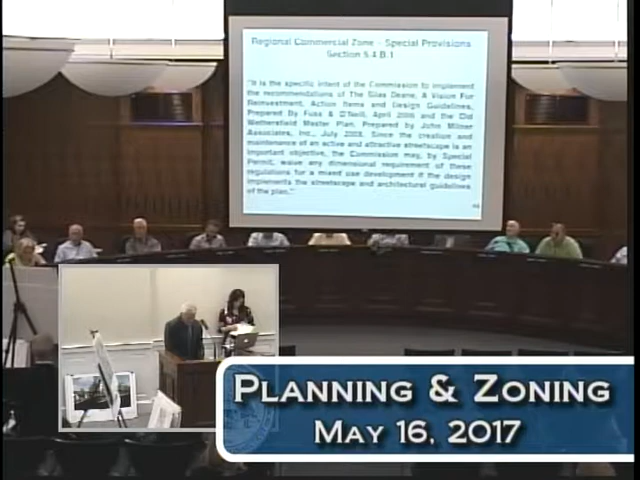 Regional Commercial Zone - Special Provisions
Section 5.4.B.1
"It is the specific intent of the Commission to implement
the recommendations of The Silas Deane, A Vision For
Reinvestment, Action Items and Design Guidelines,
Prepared By Fuss & O'Neill, April 2006 and the Old
Wethersfield Master Plan, Prepared by John Milner
Associates, Inc., July 2008. Since the creation and
maintenance of an active and attractive streetscape is an
important objective, the Commission may, by Special
Permit, waive any dimensional requirement of these
regulations for a mixed use development if the design
implements the streetscape and architectural guidelines
of the plan."
PLANNING & ZONING
MAY 16, 2017